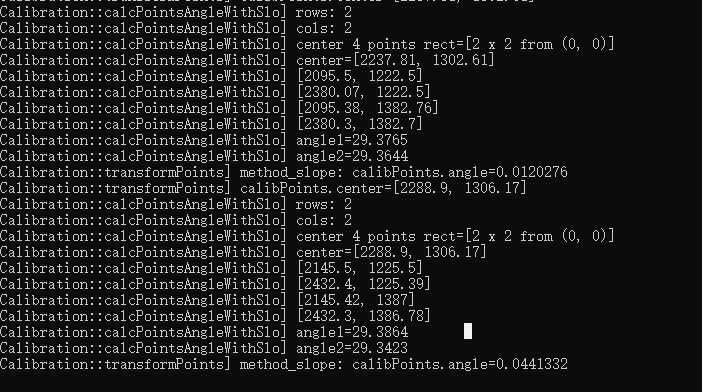 Calibration::calcPointsAngleWithSlo] rows: 2
Calibration::calcPointsAngleWithSlo] cols: 2
Calibration::calcPointsAngleWithSlo] center 4 points rect=[2 x 2 from (0, 0)]
Calibration::calcPointsAngleWithSlo] center=[2237.81, 1302.61]
Calibration::calcPointsAngleWithSlo] [2095.5, 1222.5]
Calibration::calcPointsAngleWithSlo] [2380.07, 1222.5]
Calibration::calcPointsAngleWithSlo] [2095.38, 1382.76]
Calibration::calcPointsAngleWithSlo] [2380.3, 1382.7]
Calibration::calcPointsAngleWithSlo] angle1=29.3765
Calibration::calcPointsAngleWithSlo] angle2=29.3644
Calibration::transformPoints] method_slope: calibPoints.angle=0.0120276
Calibration::transformPoints] calibPoints.center=[2288.9, 1306.17]
Calibration::calcPointsAngleWithSlo] rows: 2
Calibration::calcPointsAngleWithSlo] cols: 2
Calibration::calcPointsAngleWithSlo] center 4 points rect=[2 x 2 from (0, 0)]
Calibration::calcPointsAngleWithSlo] center=[2288.9, 1306.17]
Calibration::calcPointsAngleWithSlo] [2145.5, 1225.5]
Calibration::calcPointsAngleWithSlo] [2432.4, 1225.39]
Calibration::calcPointsAngleWithSlo] [2145.42, 1387]
Calibration::calcPointsAngleWithSlo] [2432.3, 1386.78]
Calibration::calcPointsAngleWithSlo] angle1=29.3864
Calibration::calcPointsAngleWithSlo] angle2=29.3423
Calibration::transformPoints] method_slope: calibPoints.angle=0.0441332